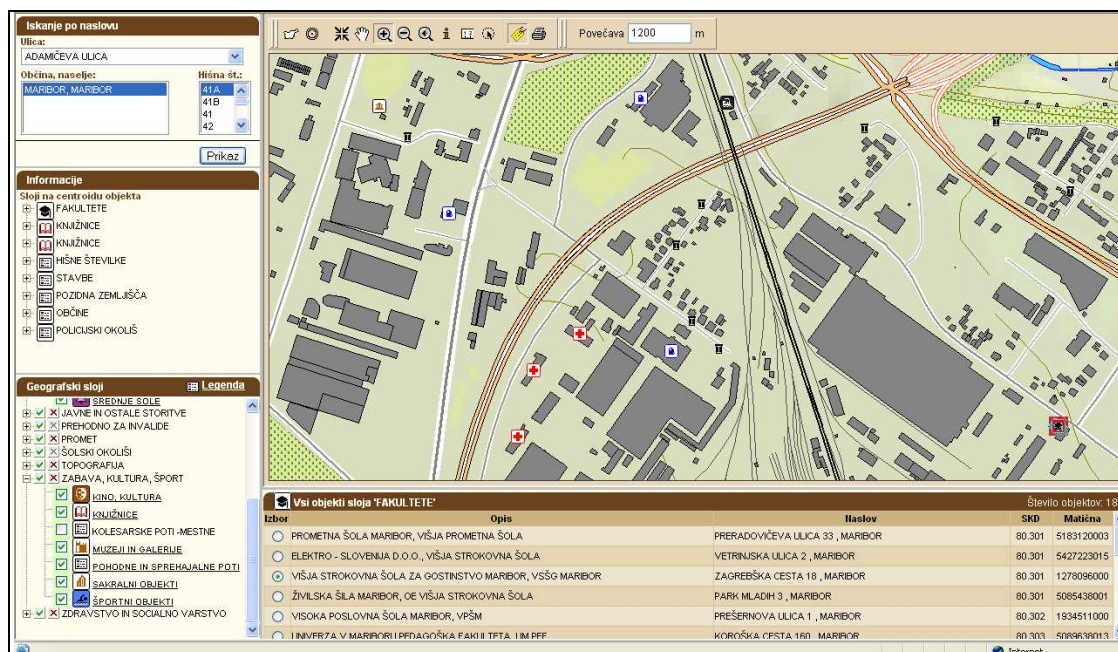 Iskanje po naslovu
Ulica:
ADAMIČEVA ULICA
Občina, naselje:
Hišna št.:
MARIBOR, MARIBOR
41A
41B
41
42
Prikaz
Informacije
Sloji na centroidu objekta
FAKULTETE
KNJIŽNICE
KNJIŽNICE
HIŠNE ŠTEVILKE
STAVBE
POZIDNA ZEMLJIŠČA
OBČINE
POLICIJSKI OKOLIŠ
Geografski sloji
Legenda
SREDNJE SOLE
JAVNE IN OSTALE STORITVE
PREHODNO ZA INVALIDE
PROMET
ŠOLSKI OKOLIŠI
TOPOGRAFIJA
ZABAVA, KULTURA, ŠPORT
KINO, KULTURA
KNJIŽNICE
KOLESARSKE POTI -MESTNE
MUZEJI IN GALERIJE
POHODNE IN SPREHAJALNE POTI
SAKRALNI OBJEKTI
ŠPORTNI OBJEKTI
ZDRAVSTVO IN SOCIALNO VARSTVO
Povečava 1200 m
Vsi objekti sloja 'FAKULTETE'
Število objektov: 18
Izbor Opis Naslov SKD Matična
PROMETNA ŠOLA MARIBOR, VIŠJA PROMETNA ŠOLA PRERADOVIČEVA ULICA 33 , MARIBOR 80.301 5183120003
ELEKTRO - SLOVENIJA D.O.O., VIŠJA STROKOVNA ŠOLA VETRINJSKA ULICA 2 , MARIBOR 80.301 5427223015
VIŠJA STROKOVNA ŠOLA ZA GOSTINSTVO MARIBOR, VSŠG MARIBOR ZAGREBŠKA CESTA 18 , MARIBOR 80.301 1278096000
ŽIVILSKA ŠILA MARIBOR, OE VIŠJA STROKOVNA ŠOLA PARK MLADIH 3 , MARIBOR 80.301 5085438001
VISOKA POSLOVNA ŠOLA MARIBOR, VPŠM PREŠERNOVA ULICA 1 , MARIBOR 80.302 1934511000
UNIVERZA V MARIBORU PEDAGOŠKA FAKULTETA, UM PEF KOROŠKA CESTA 160 , MARIBOR 80.303 5089638013
Internet